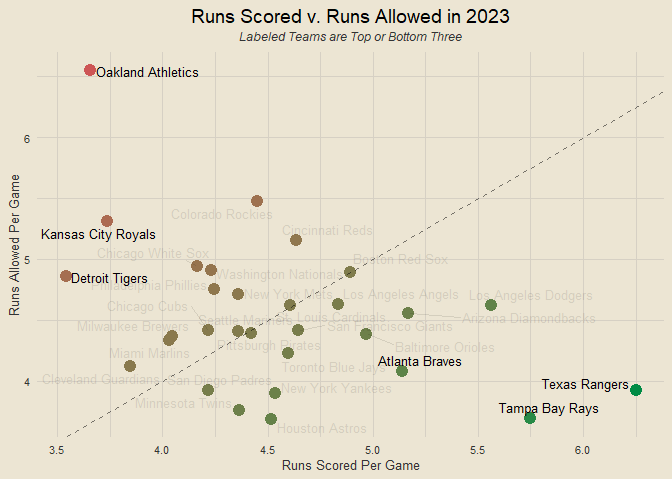 Runs Scored v. Runs Allowed in 2023
Labeled Teams are Top or Bottom Three
Oakland Athletics
6
Colorado Rockies
Cincinnati Reds
Kansas City Royals
Chicago White Sox
Boston Red Sox
5
Detroit Tigers
Washington Nationals
Philadelphia Phillies
New York Mets
Los Angeles Angels
Los Angeles Dodgers
Chicago Cubs
Seattle Mariners
Louis Cardinals
Arizona Diamondbacks
Milwaukee Brewers
San Francisco Giants
Pittsburgh Pirates
Baltimore Orioles
Miami Marlins
Atlanta Braves
Toronto Blue Jays
Cleveland Guardians
San Diego Padres
4
New York Yankees
Texas Rangers
Minnesota Twins
Tampa Bay Rays
Houston Astros
Runs Allowed Per Game
3.5
4.0
4.5
5.0
5.5
6.0
Runs Scored Per Game